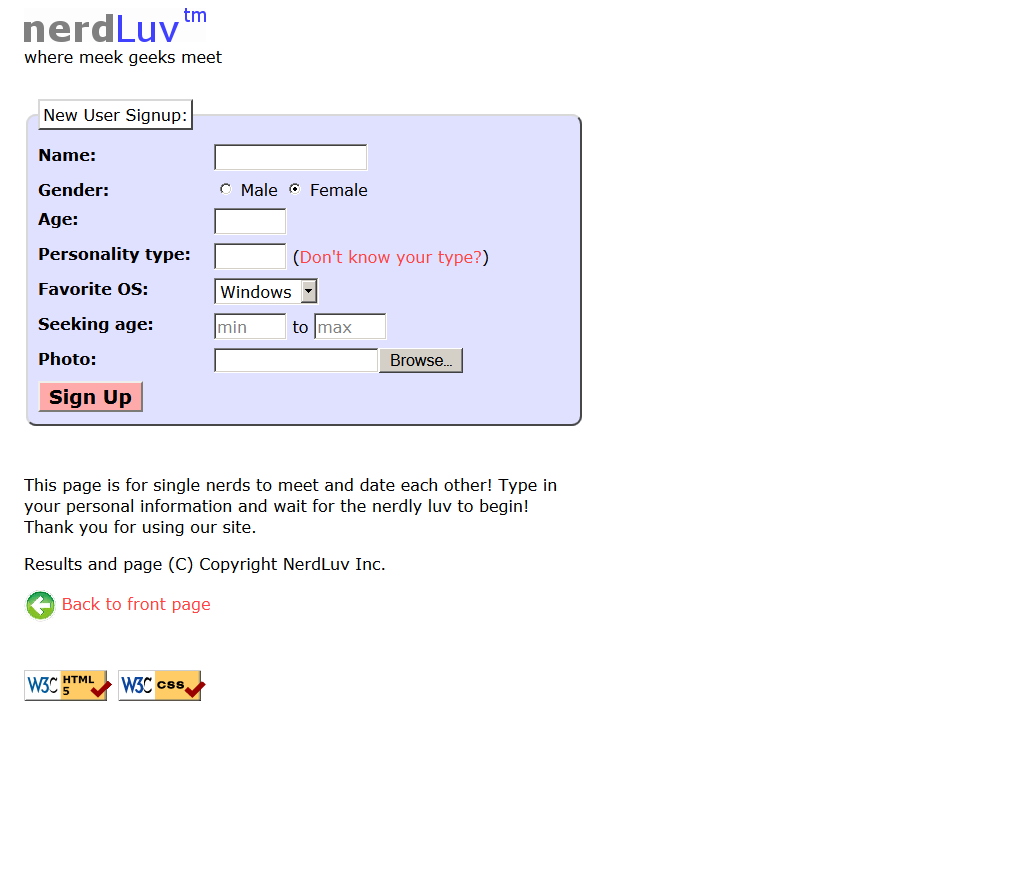 nerdLuv tm
where meek geeks meet
New User Signup:
Name:
Gender: Male Female
Age:
Personality type: (Don't know your type?)
Favorite OS: Windows
Seeking age: min to max
Photo: Browse...
Sign Up
This page is for single nerds to meet and date each other! Type in
your personal information and wait for the nerdly luv to begin!
Thank you for using our site.
Results and page (C) Copyright NerdLuv Inc.
Back to front page
W3C HTML 5 W3C css